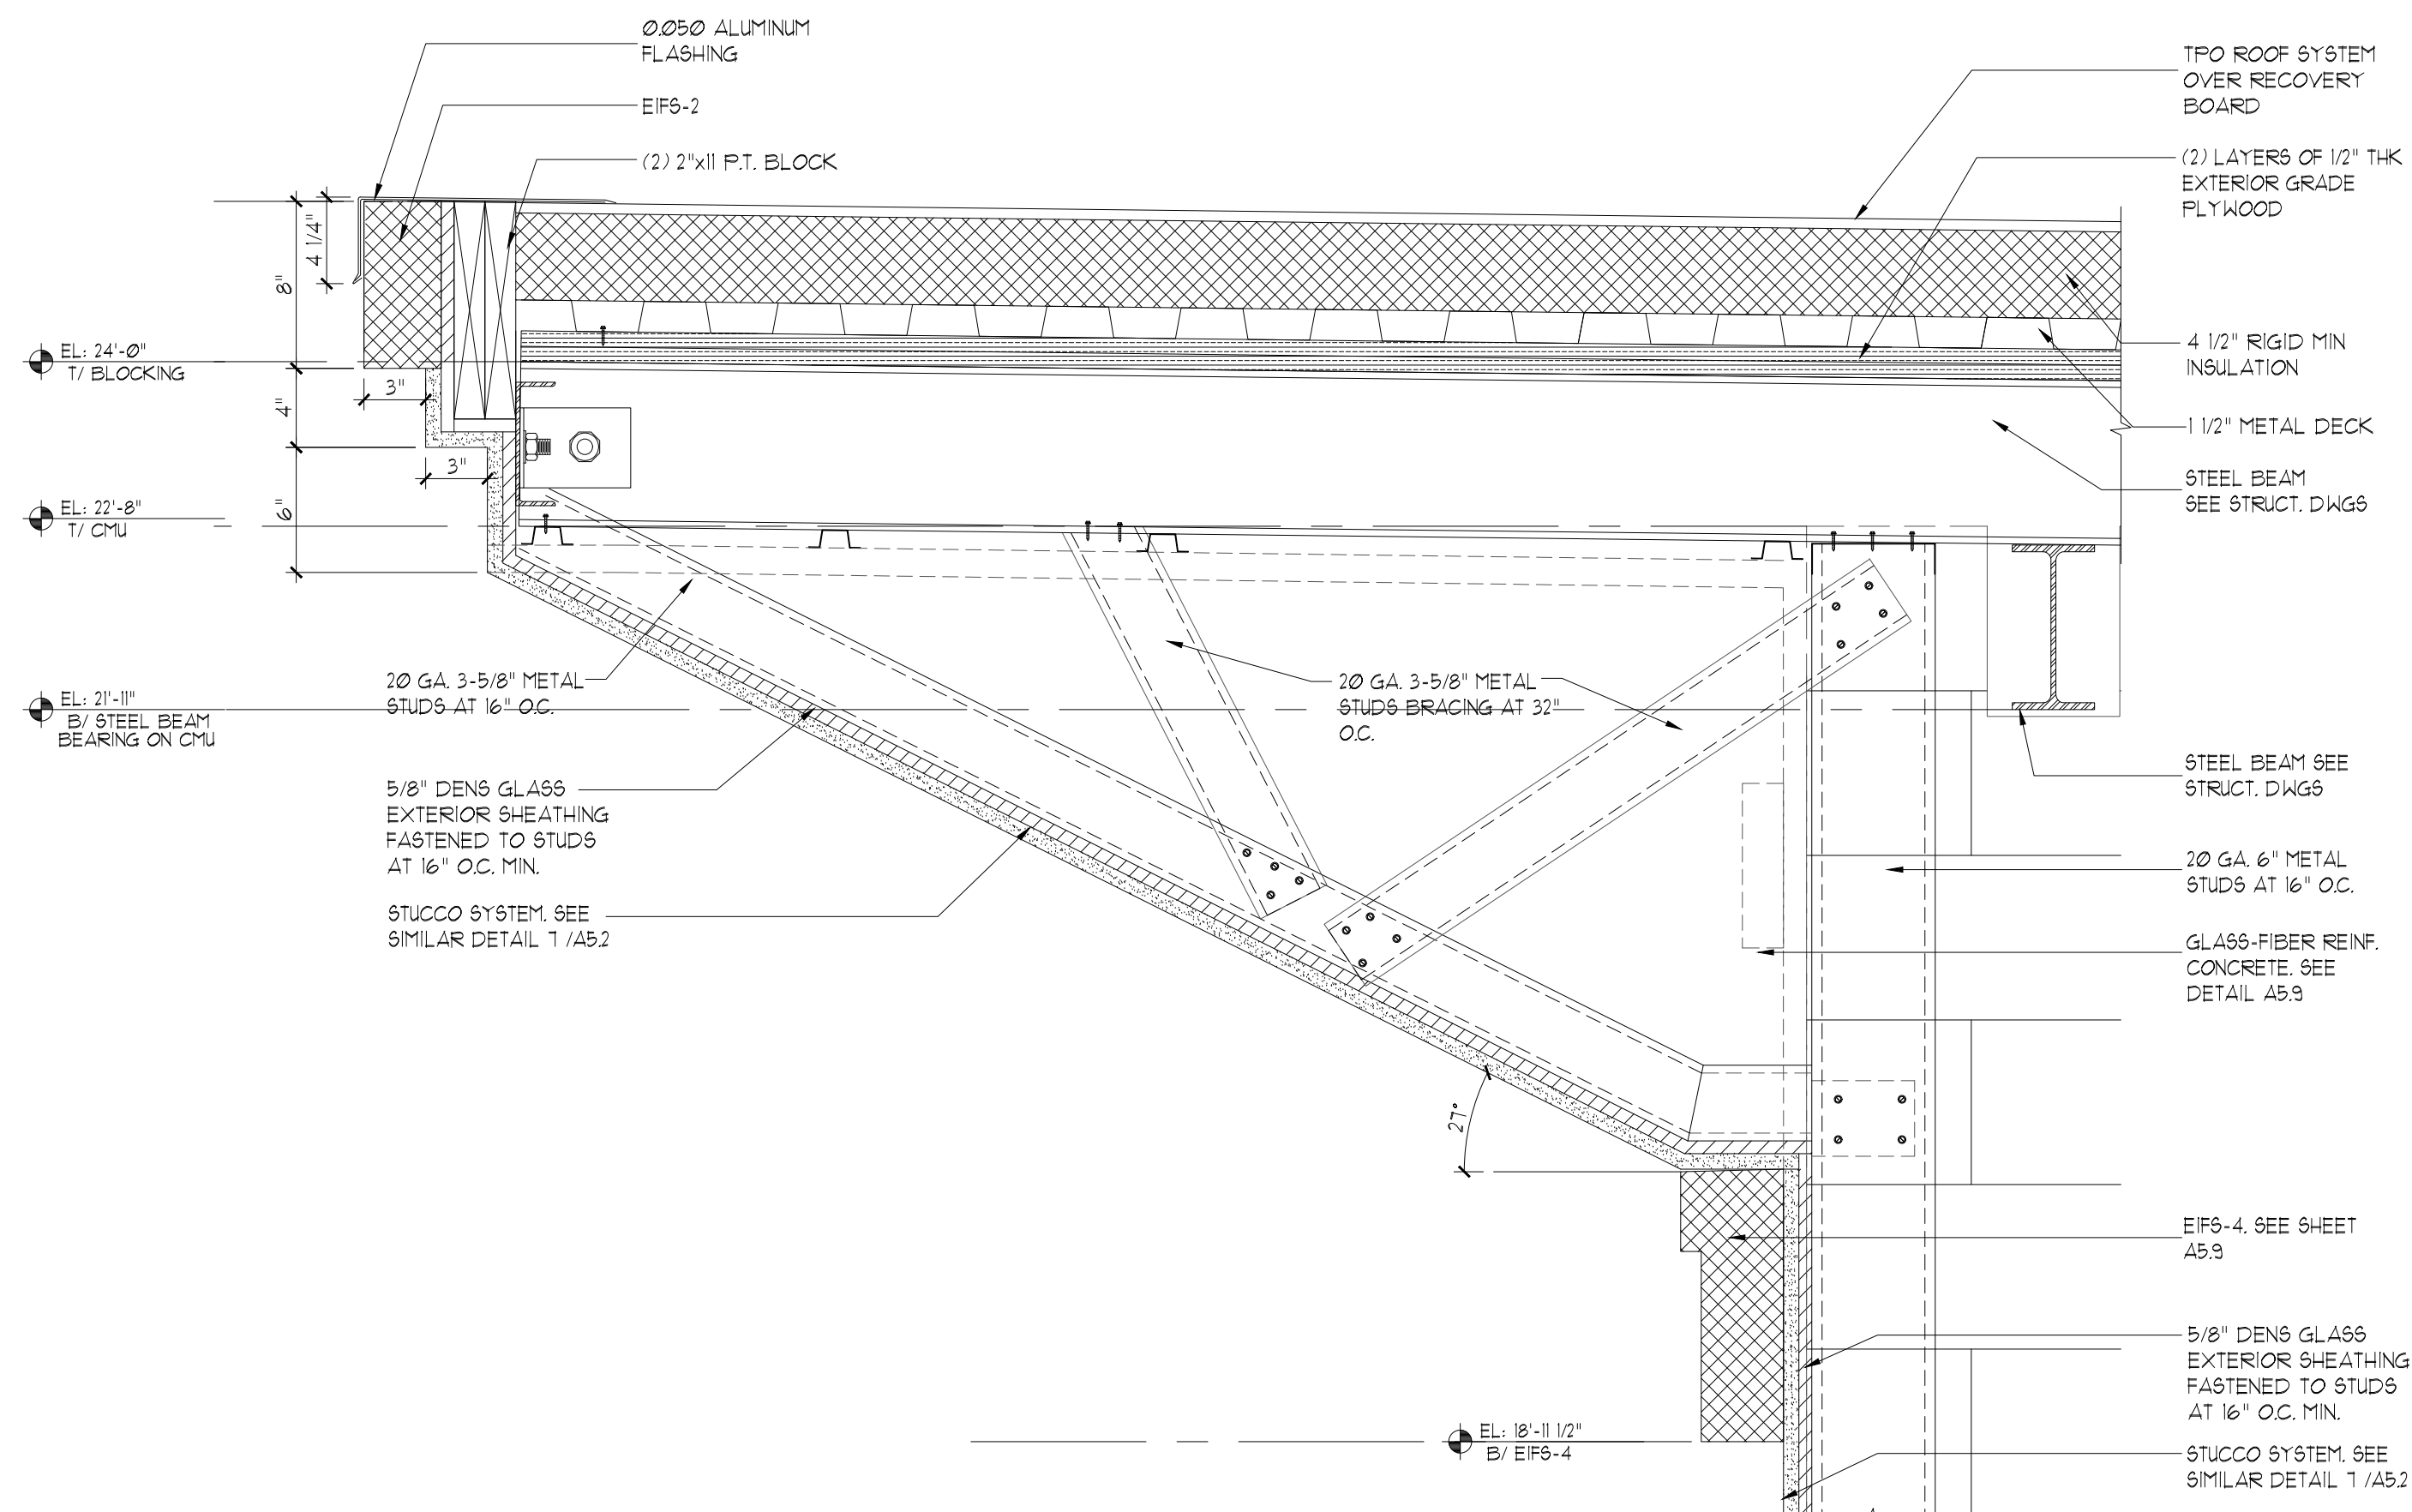 0.050 ALUMINUM
FLASHING
EIFS-2
(2) 2"x11 P.T. BLOCK
TPO ROOF SYSTEM
OVER RECOVERY
BOARD
(2) LAYERS OF 1/2" THK
EXTERIOR GRADE
PLYWOOD
4 1/2" RIGID MIN
INSULATION
1 1/2" METAL DECK
STEEL BEAM
SEE STRUCT. DWGS
4 1/4"
8"
EL: 24'-0"
T/ BLOCKING
3"
4"
3"
6"
EL: 22'-8"
T/ CMU
EL: 21'-11"
B/ STEEL BEAM
BEARING ON CMU
20 GA. 3-5/8" METAL
STUDS AT 16" O.C.
20 GA. 3-5/8" METAL
STUDS BRACING AT 32"
O.C.
5/8" DENS GLASS
EXTERIOR SHEATHING
FASTENED TO STUDS
AT 16" O.C. MIN.
STUCCO SYSTEM. SEE
SIMILAR DETAIL 7 /A5.2
STEEL BEAM SEE
STRUCT. DWGS
20 GA. 6" METAL
STUDS AT 16" O.C.
GLASS-FIBER REINF.
CONCRETE. SEE
DETAIL A5.9
27°
EIFS-4. SEE SHEET
A5.9
5/8" DENS GLASS
EXTERIOR SHEATHING
FASTENED TO STUDS
AT 16" O.C. MIN.
EL: 18'-11 1/2"
B/ EIFS-4
STUCCO SYSTEM. SEE
SIMILAR DETAIL 7 /A5.2